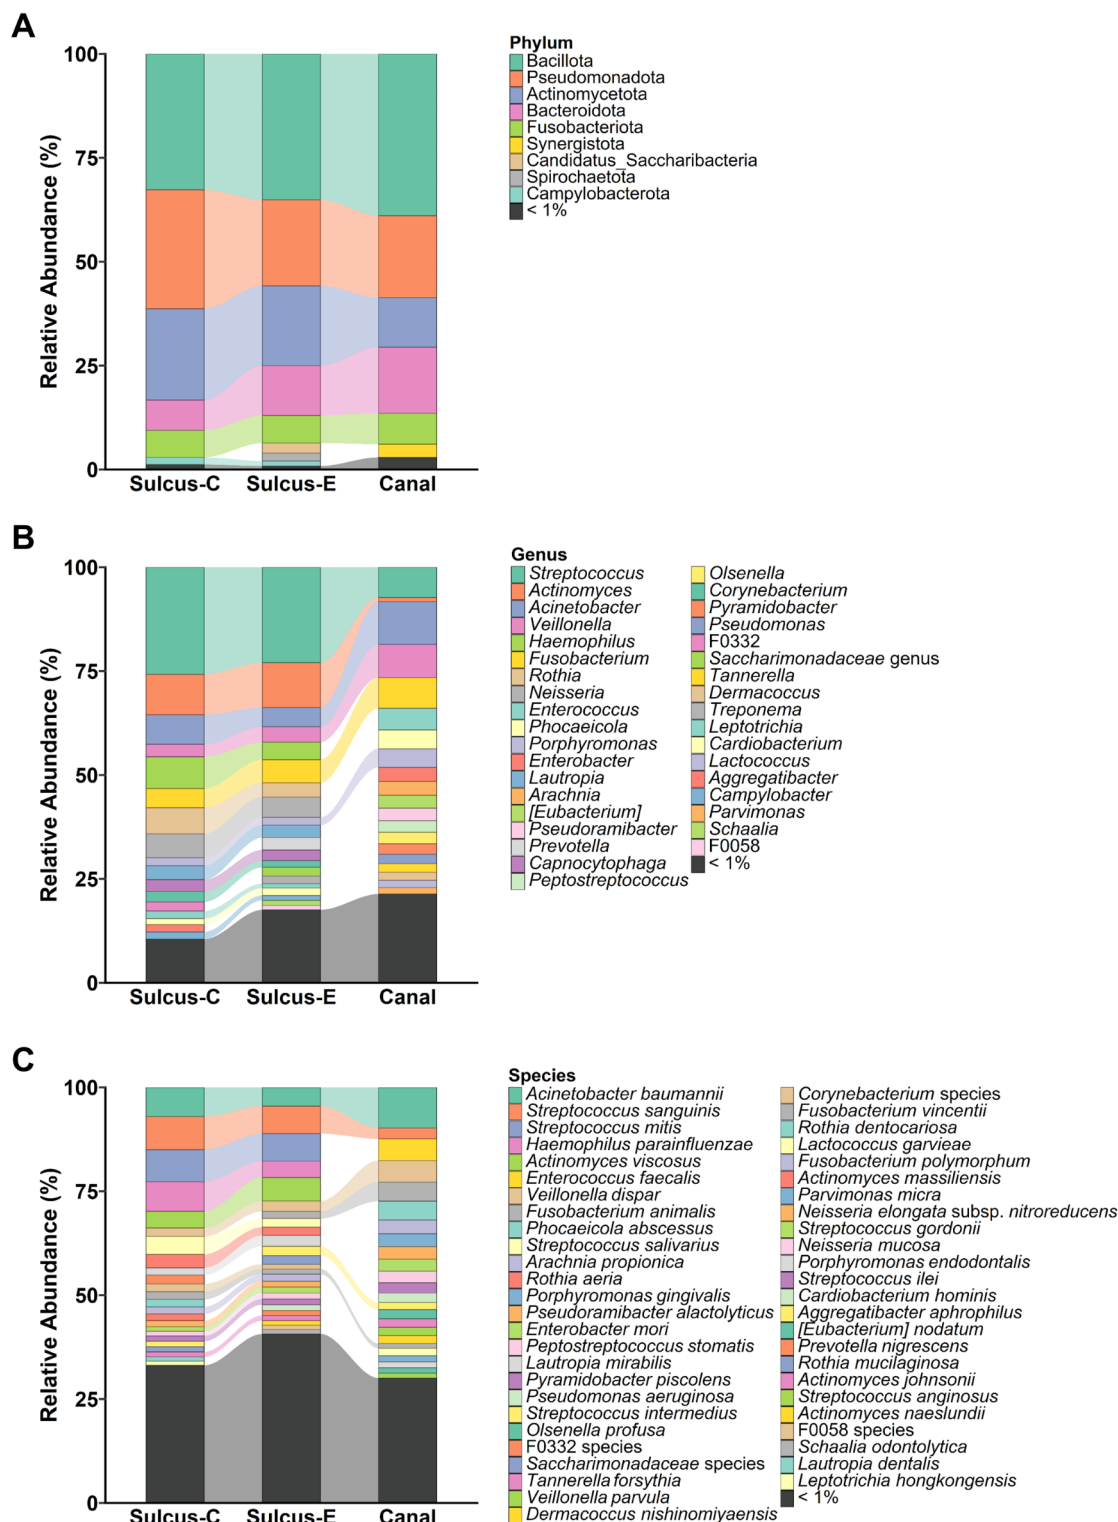 A
100
75
50
25
0
Relative Abundance (%)
Sulcus-C Sulcus-E Canal
Phylum
Bacillota
Pseudomonadota
Actinomycetota
Bacteroidota
Fusobacteriota
Synergistota
Candidatus_Saccharibacteria
Spirochaetota
Campylobacterota
< 1%
B
100
75
50
25
0
Relative Abundance (%)
Sulcus-C Sulcus-E Canal
Genus
Streptococcus
Actinomyces
Acinetobacter
Veillonella
Haemophilus
Fusobacterium
Rothia
Neisseria
Enterococcus
Phocaeicola
Porphyromonas
Enterobacter
Lautropia
Arachnia
[Eubacterium]
Pseudoramibacter
Prevotella
Capnocytophaga
Peptostreptococcus
Olsenella
Corynebacterium
Pyramidobacter
Pseudomonas
F0332
Saccharimonadaceae genus
Tannerella
Dermacoccus
Treponema
Leptotrichia
Cardiobacterium
Lactococcus
Aggregatibacter
Campylobacter
Parvimonas
Schaalia
F0058
< 1%
C
100
75
50
25
0
Relative Abundance (%)
Sulcus-C Sulcus-E Canal
Species
Acinetobacter baumannii
Streptococcus sanguinis
Streptococcus mitis
Haemophilus parainfluenzae
Actinomyces viscosus
Enterococcus faecalis
Veillonella dispar
Fusobacterium animalis
Phocaeicola abscessus
Streptococcus salivarius
Arachnia propionica
Rothia aeria
Porphyromonas gingivalis
Pseudoramibacter alactolyticus
Enterobacter mori
Peptostreptococcus stomatis
Lautropia mirabilis
Pyramidobacter piscolens
Pseudomonas aeruginosa
Streptococcus intermedius
Olsenella profusa
F0332 species
Saccharimonadaceae species
Tannerella forsythia
Veillonella parvula
Dermacoccus nishinomiyaensis
Corynebacterium species
Fusobacterium vincentii
Rothia dentocariosa
Lactococcus garvieae
Fusobacterium polymorphum
Actinomyces massiliensis
Parvimonas micra
Neisseria elongata subsp. nitroreducens
Streptococcus gordonii
Neisseria mucosa
Porphyromonas endodontalis
Streptococcus ilei
Cardiobacterium hominis
Aggregatibacter aphrophilus
[Eubacterium] nodatum
Prevotella nigrescens
Rothia mucilaginosa
Actinomyces johnsonii
Streptococcus anginosus
Actinomyces naeslundii
F0058 species
Schaalia odontolytica
Lautropia dentalis
Leptotrichia hongkongensis
< 1%